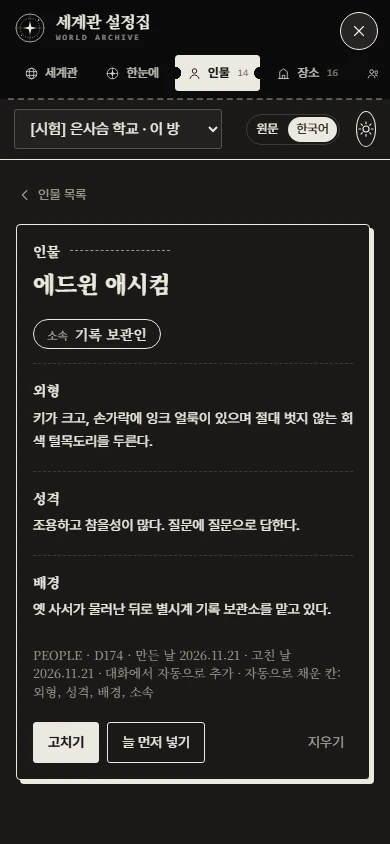 세계관 설정집
WORLD ARCHIVE
세계관 한눈에 인물 14 장소 16
[시험] 은사슴 학교 · 이 방
원문 한국어
인물 목록
인물
에드윈 애시컴
소속 기록 보관인
외형
키가 크고, 손가락에 잉크 얼룩이 있으며 절대 벗지 않는 회
색 털목도리를 두른다.
성격
조용하고 참을성이 많다. 질문에 질문으로 답한다.
배경
옛 사서가 물러난 뒤로 별시계 기록 보관소를 맡고 있다.
PEOPLE · D174 · 만든 날 2026.11.21 · 고친 날
2026.11.21 · 대화에서 자동으로 추가 · 자동으로 채운 칸:
외형, 성격, 배경, 소속
고치기 늘 먼저 넣기 지우기